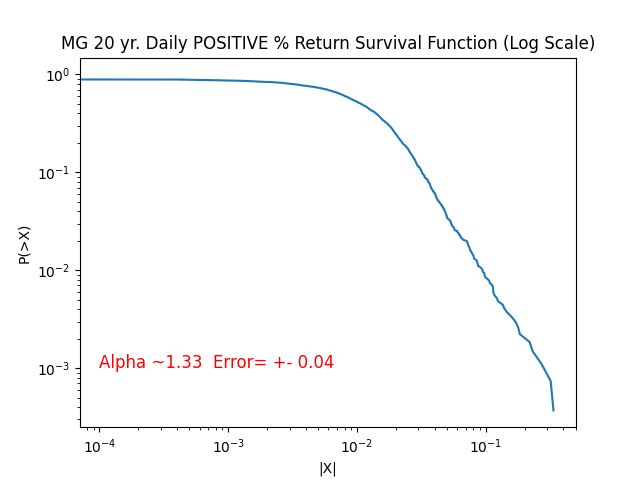 MG 20 yr. Daily POSITIVE % Return Survival Function (Log Scale)
10⁰
10⁻¹
10⁻²
10⁻³
P(>X)
Alpha ~1.33  Error= +- 0.04
10⁻⁴ 10⁻³ 10⁻² 10⁻¹
|X|